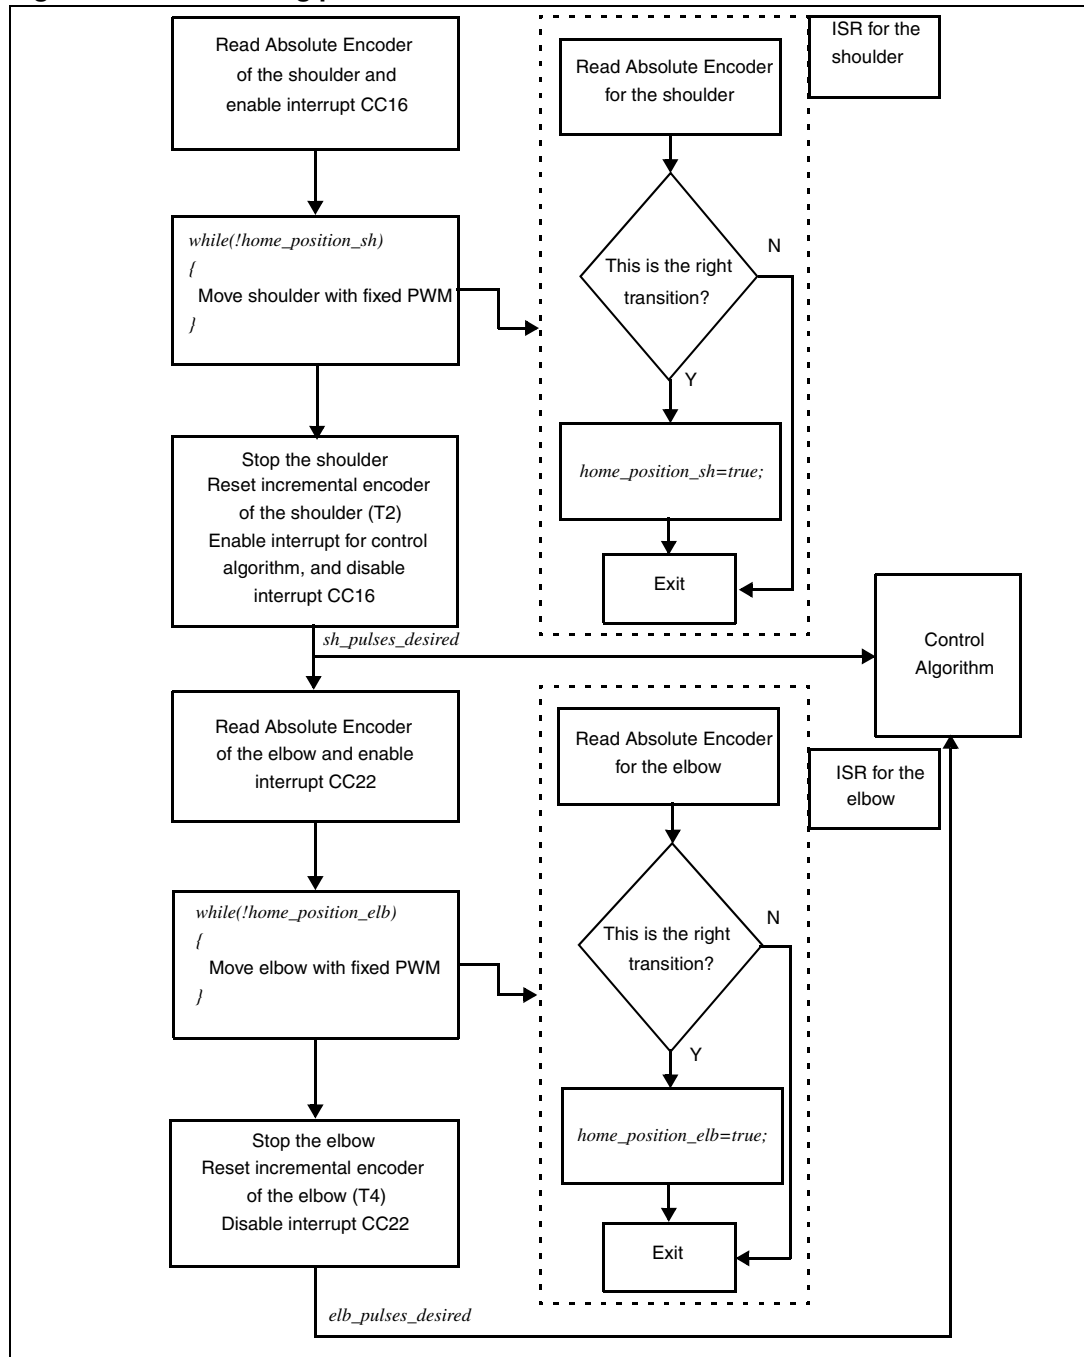 Read Absolute Encoder
of the shoulder and
enable interrupt CC16
while(!home_position_sh)
{
Move shoulder with fixed PWM
}
Stop the shoulder
Reset incremental encoder
of the shoulder (T2)
Enable interrupt for control
algorithm, and disable
interrupt CC16
sh_pulses_desired
Read Absolute Encoder
of the elbow and enable
interrupt CC22
while(!home_position_elb)
{
Move elbow with fixed PWM
}
Stop the elbow
Reset incremental encoder
of the elbow (T4)
Disable interrupt CC22
elb_pulses_desired
ISR for the
shoulder
Read Absolute Encoder
for the shoulder
This is the right
transition?
N
Y
home_position_sh=true;
Exit
Control
Algorithm
ISR for the
elbow
Read Absolute Encoder
for the elbow
This is the right
transition?
N
Y
home_position_elb=true;
Exit